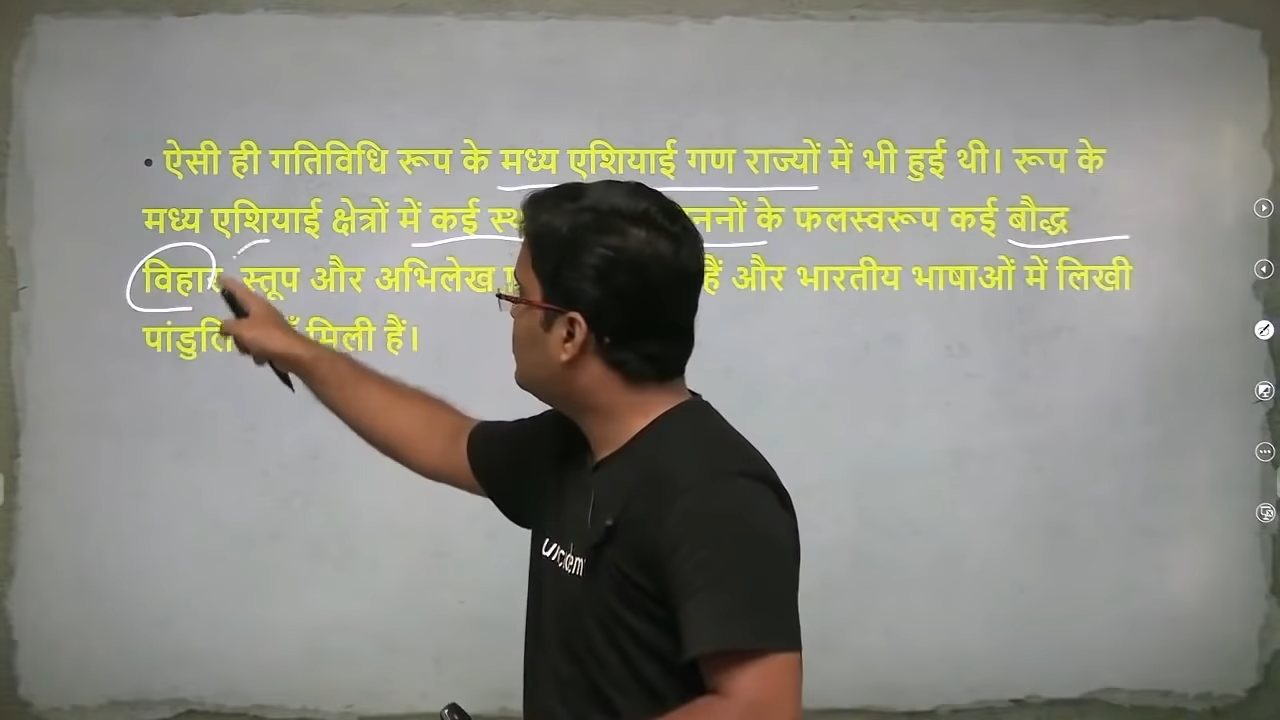 • ऐसी ही गतिविधि रूप के मध्य एशियाई गण राज्यों में भी हुई थी। रूप के
मध्य एशियाई क्षेत्रों में कई के फलस्वरूप कई बौद्ध
विहार स्तूप और अभिलेख हैं और भारतीय भाषाओं में लिखी
मिली हैं।